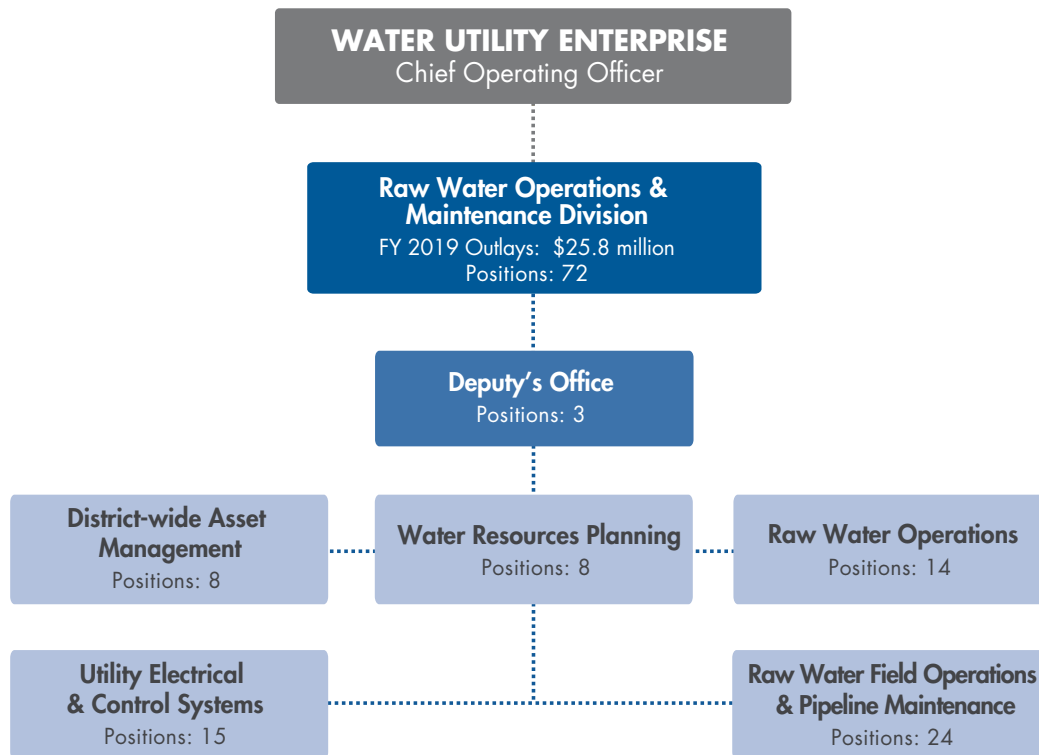 WATER UTILITY ENTERPRISE
Chief Operating Officer
Raw Water Operations &
Maintenance Division
FY 2019 Outlays: $25.8 million
Positions: 72
Deputy’s Office
Positions: 3
District-wide Asset
Management
Positions: 8
Water Resources Planning
Positions: 8
Raw Water Operations
Positions: 14
Utility Electrical
& Control Systems
Positions: 15
Raw Water Field Operations
& Pipeline Maintenance
Positions: 24